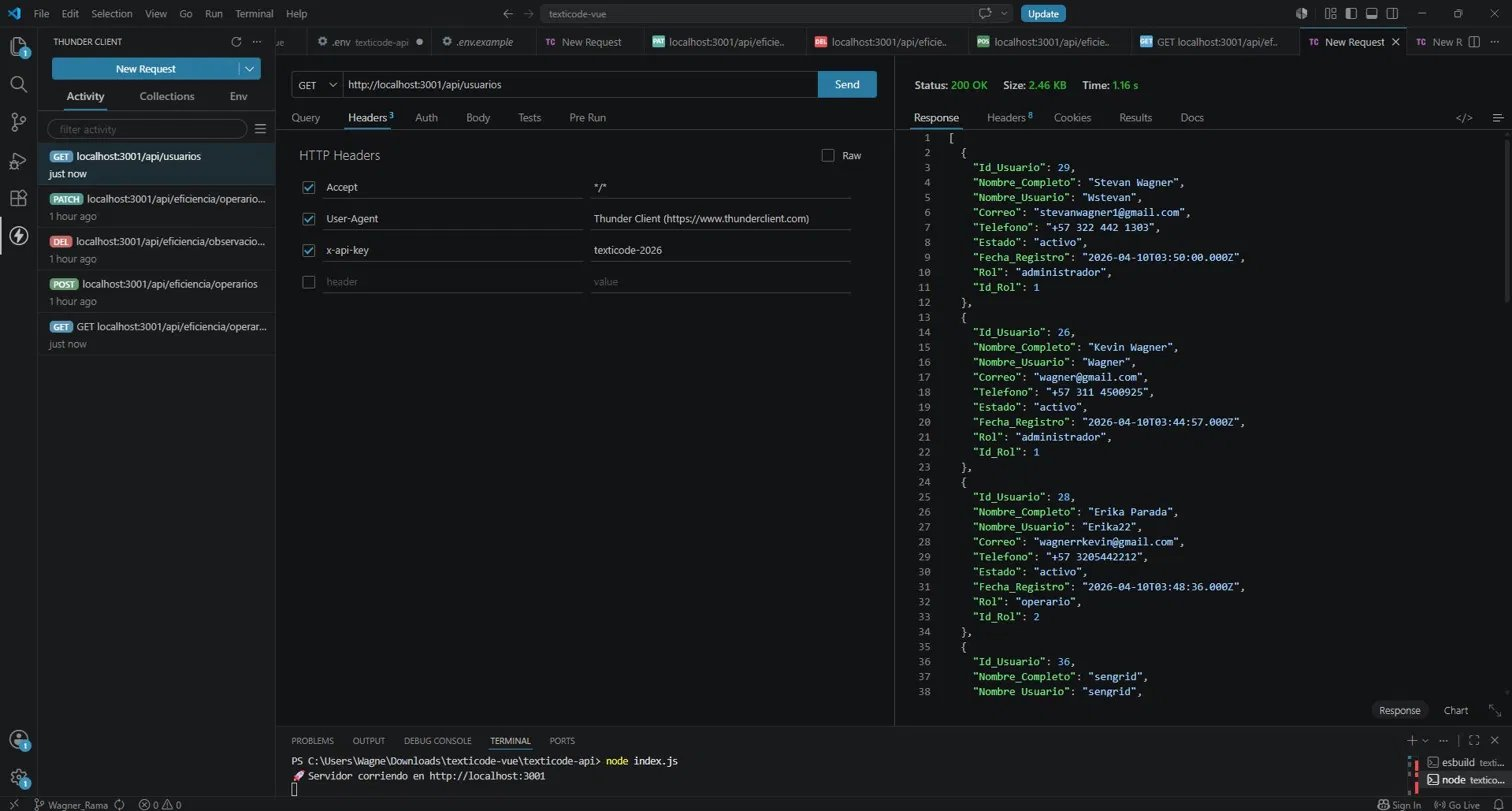 File Edit Selection View Go Run Terminal Help
texticode-vue
Update
THUNDER CLIENT
New Request
Activity Collections Env
filter activity
GET localhost:3001/api/usuarios
just now
PATCH localhost:3001/api/eficiencia/operario...
1 hour ago
DEL localhost:3001/api/eficiencia/observacio...
1 hour ago
POST localhost:3001/api/eficiencia/operarios
1 hour ago
GET GET localhost:3001/api/eficiencia/operar...
just now
ue
.env texticode-api
.env.example
TC New Request
PAT localhost:3001/api/eficie..
DEL localhost:3001/api/eficie..
POS localhost:3001/api/eficie..
GET GET localhost:3001/api/ef..
TC New Request
TC New R
GET http://localhost:3001/api/usuarios Send
Query Headers 3 Auth Body Tests Pre Run
HTTP Headers Raw
Accept */*
User-Agent Thunder Client (https://www.thunderclient.com)
x-api-key texticode-2026
header value
Status: 200 OK Size: 2.46 KB Time: 1.16 s
Response Headers 8 Cookies Results Docs </>
1 [
2 {
3 "Id_Usuario": 29,
4 "Nombre_Completo": "Stevan Wagner",
5 "Nombre_Usuario": "Wstevan",
6 "Correo": "stevanwagner1@gmail.com",
7 "Telefono": "+57 322 442 1303",
8 "Estado": "activo",
9 "Fecha_Registro": "2026-04-10T03:50:00.000Z",
10 "Rol": "administrador",
11 "Id_Rol": 1
12 },
13 {
14 "Id_Usuario": 26,
15 "Nombre_Completo": "Kevin Wagner",
16 "Nombre_Usuario": "Wagner",
17 "Correo": "wagner@gmail.com",
18 "Telefono": "+57 311 4500925",
19 "Estado": "activo",
20 "Fecha_Registro": "2026-04-10T03:44:57.000Z",
21 "Rol": "administrador",
22 "Id_Rol": 1
23 },
24 {
25 "Id_Usuario": 28,
26 "Nombre_Completo": "Erika Parada",
27 "Nombre_Usuario": "Erika22",
28 "Correo": "wagnerrkevin@gmail.com",
29 "Telefono": "+57 3205442212",
30 "Estado": "activo",
31 "Fecha_Registro": "2026-04-10T03:48:36.000Z",
32 "Rol": "operario",
33 "Id_Rol": 2
34 },
35 {
36 "Id_Usuario": 36,
37 "Nombre_Completo": "sengrid",
38 "Nombre_Usuario": "sengrid",
Response Chart
PROBLEMS OUTPUT DEBUG CONSOLE TERMINAL PORTS
PS C:\Users\Wagne\Downloads\texticode-vue\texticode-api> node index.js
🚀 Servidor corriendo en http://localhost:3001
esbuild texti...
node textico...
Wagner_Rama 0 0
Sign In Go Live